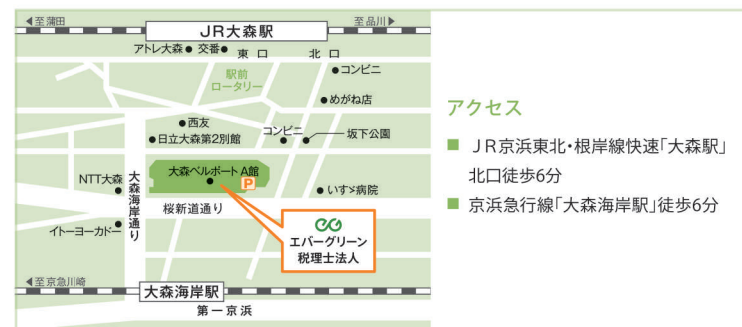 ◀至蒲田
至品川▶
JR大森駅
アトレ大森● 交番●
東口
北口
●コンビニ
駅前
ロータリー
●めがね店
●西友
●日立大森第2別館
コンビニ
坂下公園
NTT大森
大森海岸通り
大森ベルポート A館
P
●いすゞ病院
桜新道通り
イトーヨーカドー
エバーグリーン
税理士法人
◀至京急川崎
大森海岸駅
第一京浜
アクセス
■ JR京浜東北・根岸線快速「大森駅」
北口徒歩6分
■ 京浜急行線「大森海岸駅」徒歩6分